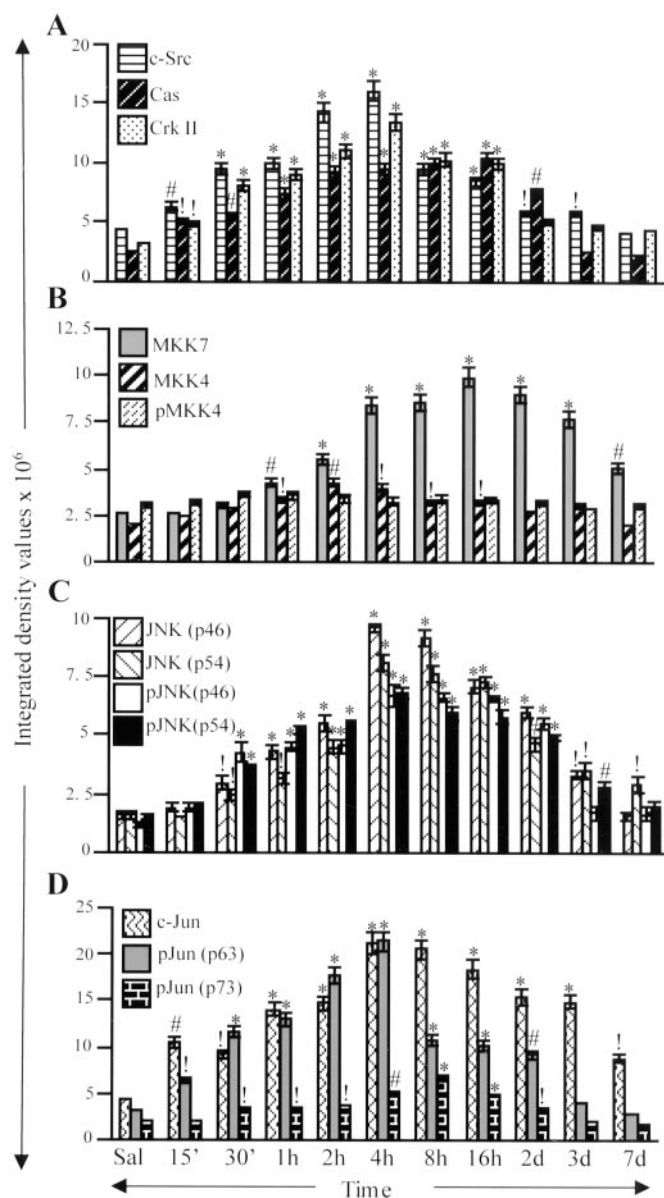 A
20
15
10
5
0
c-Src
Cas
Crk II
* * * * * * * * * * * * * * * * *
# ! ! # ! # !
B
12.5
10
7.5
5
2.5
0
MKK7
MKK4
pMKK4
# ! * # * ! * ! * ! * * #
C
10
7.5
5
2.5
0
JNK (p46)
JNK (p54)
pJNK(p46)
pJNK(p54)
D
25
20
15
10
5
0
c-Jun
pJun (p63)
pJun (p73)
Sal 15' 30' 1h 2h 4h 8h 16h 2d 3d 7d
Time
Integrated density values x 10⁶